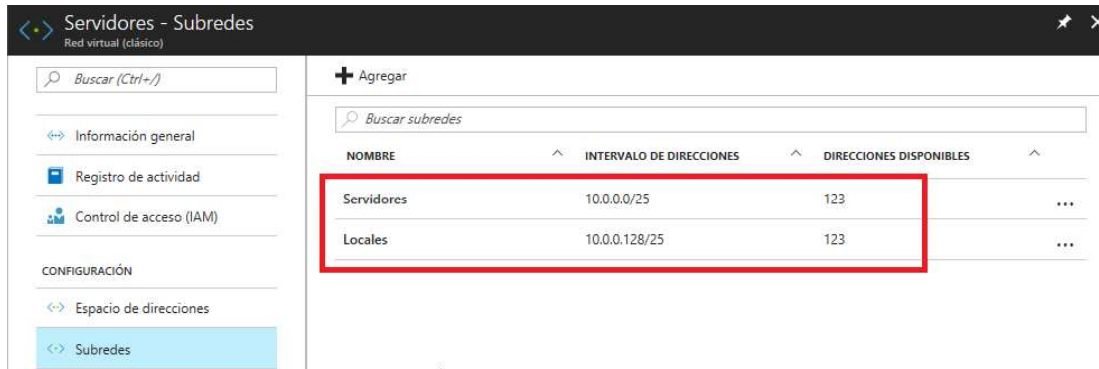 Servidores - Subredes
Red virtual (clásico)
Buscar (Ctrl+/)
Información general
Registro de actividad
Control de acceso (IAM)
CONFIGURACIÓN
Espacio de direcciones
Subredes
Agregar
Buscar subredes
NOMBRE INTERVALO DE DIRECCIONES DIRECCIONES DISPONIBLES
Servidores 10.0.0.0/25 123 ...
Locales 10.0.0.128/25 123 ...